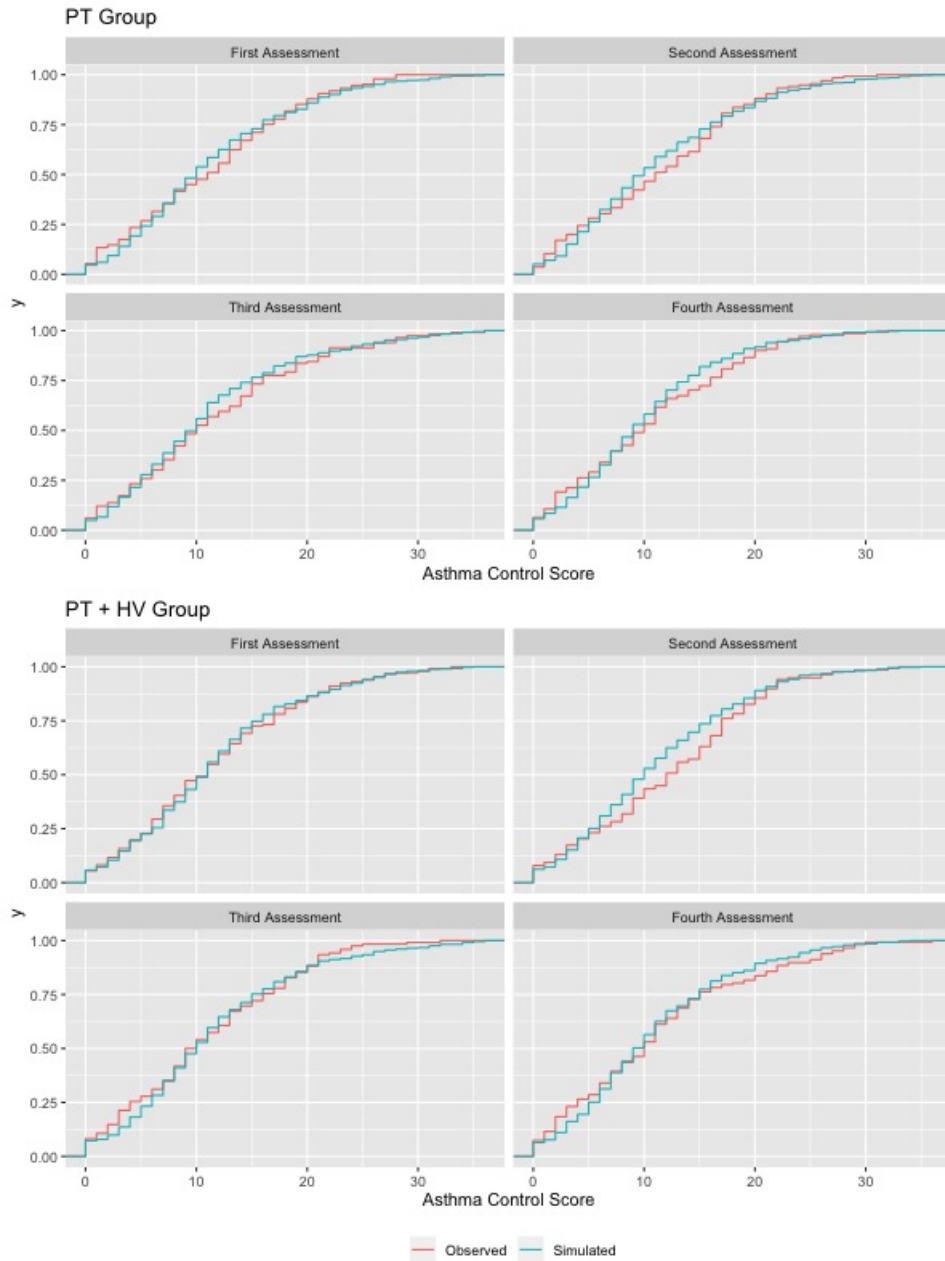 PT Group
First Assessment Second Assessment
1.00
0.75
0.50
0.25
0.00
Third Assessment Fourth Assessment
y
1.00
0.75
0.50
0.25
0.00
0 10 20 30 0 10 20 30
Asthma Control Score
PT + HV Group
First Assessment Second Assessment
1.00
0.75
0.50
0.25
0.00
Third Assessment Fourth Assessment
y
1.00
0.75
0.50
0.25
0.00
0 10 20 30 0 10 20 30
Asthma Control Score
Observed Simulated